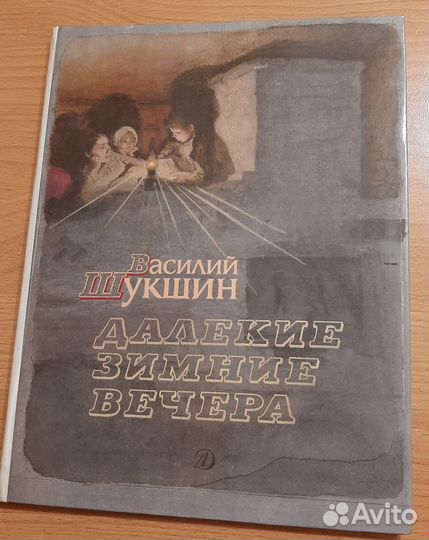 Василий
Шукшин
ДАЛЕКИЕ
ЗИМНИЕ
ВЕЧЕРА
Д
Avito